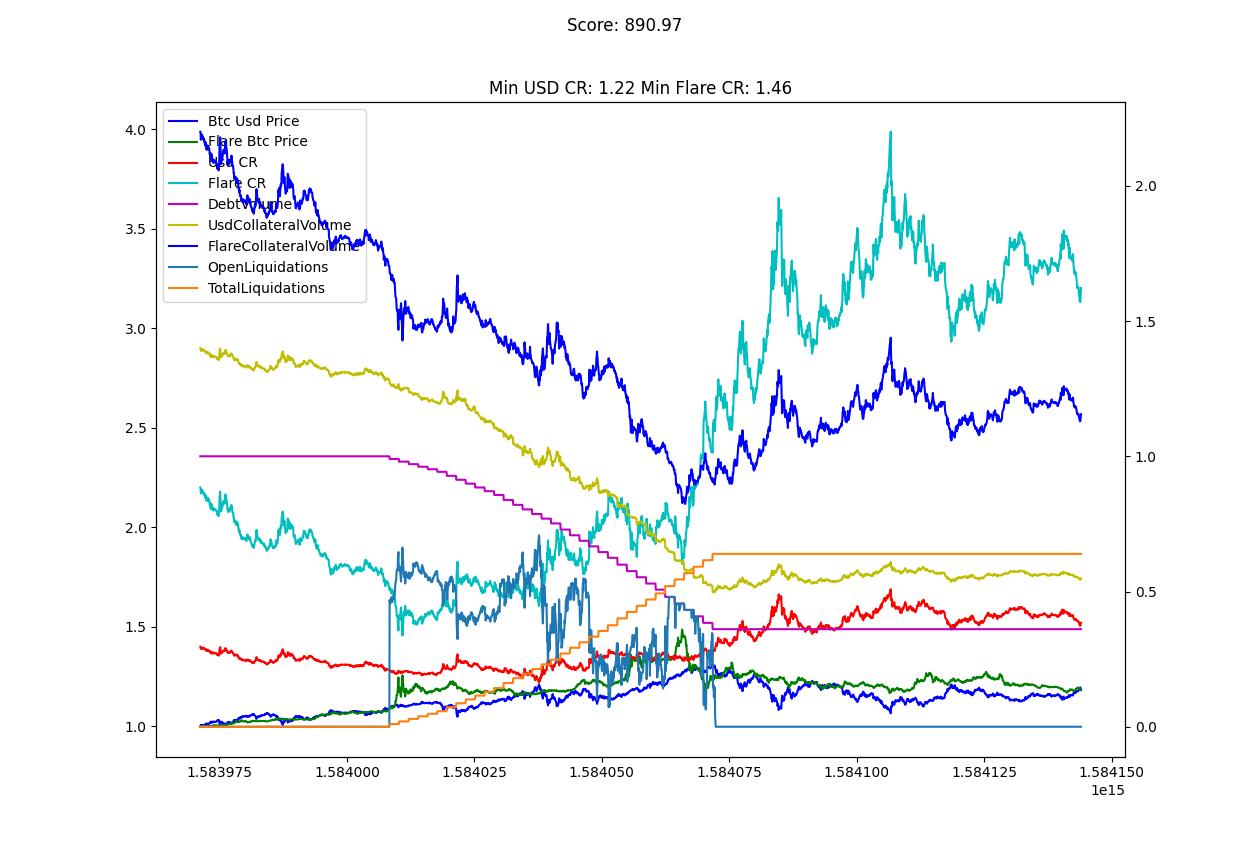 Score: 890.97
Min USD CR: 1.22 Min Flare CR: 1.46
Btc Usd Price
Flare Btc Price
Usd CR
Flare CR
DebtVolume
UsdCollateralVolume
FlareCollateralVolume
OpenLiquidations
TotalLiquidations
4.0
3.5
3.0
2.5
2.0
1.5
1.0
2.0
1.5
1.0
0.5
0.0
1.583975 1.584000 1.584025 1.584050 1.584075 1.584100 1.584125 1.584150
1e15